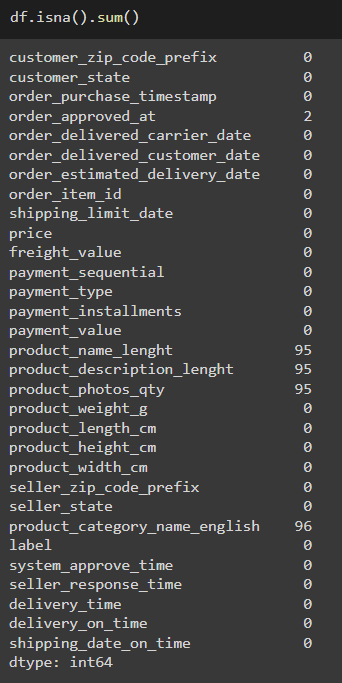 df.isna().sum()
customer_zip_code_prefix 0
customer_state 0
order_purchase_timestamp 0
order_approved_at 2
order_delivered_carrier_date 0
order_delivered_customer_date 0
order_estimated_delivery_date 0
order_item_id 0
shipping_limit_date 0
price 0
freight_value 0
payment_sequential 0
payment_type 0
payment_installments 0
payment_value 0
product_name_lenght 95
product_description_lenght 95
product_photos_qty 95
product_weight_g 0
product_length_cm 0
product_height_cm 0
product_width_cm 0
seller_zip_code_prefix 0
seller_state 0
product_category_name_english 96
label 0
system_approve_time 0
seller_response_time 0
delivery_time 0
delivery_on_time 0
shipping_date_on_time 0
dtype: int64